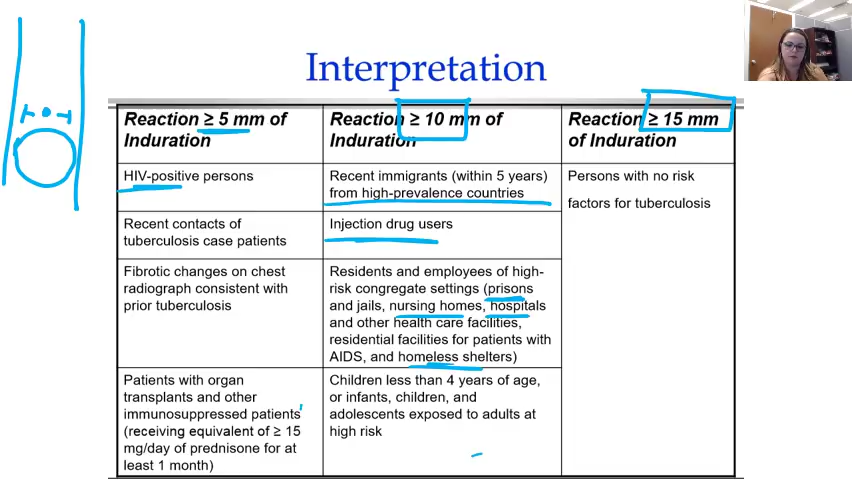 Interpretation
Reaction ≥ 5 mm of
Induration
Reaction ≥ 10 mm of
Induration
Reaction ≥ 15 mm
of Induration
HIV-positive persons
Recent immigrants (within 5 years)
from high-prevalence countries
Persons with no risk
factors for tuberculosis
Recent contacts of
tuberculosis case patients
Injection drug users
Fibrotic changes on chest
radiograph consistent with
prior tuberculosis
Residents and employees of high-
risk congregate settings (prisons
and jails, nursing homes, hospitals
and other health care facilities,
residential facilities for patients with
AIDS, and homeless shelters)
Patients with organ
transplants and other
immunosuppressed patients
(receiving equivalent of ≥ 15
mg/day of prednisone for at
least 1 month)
Children less than 4 years of age,
or infants, children, and
adolescents exposed to adults at
high risk